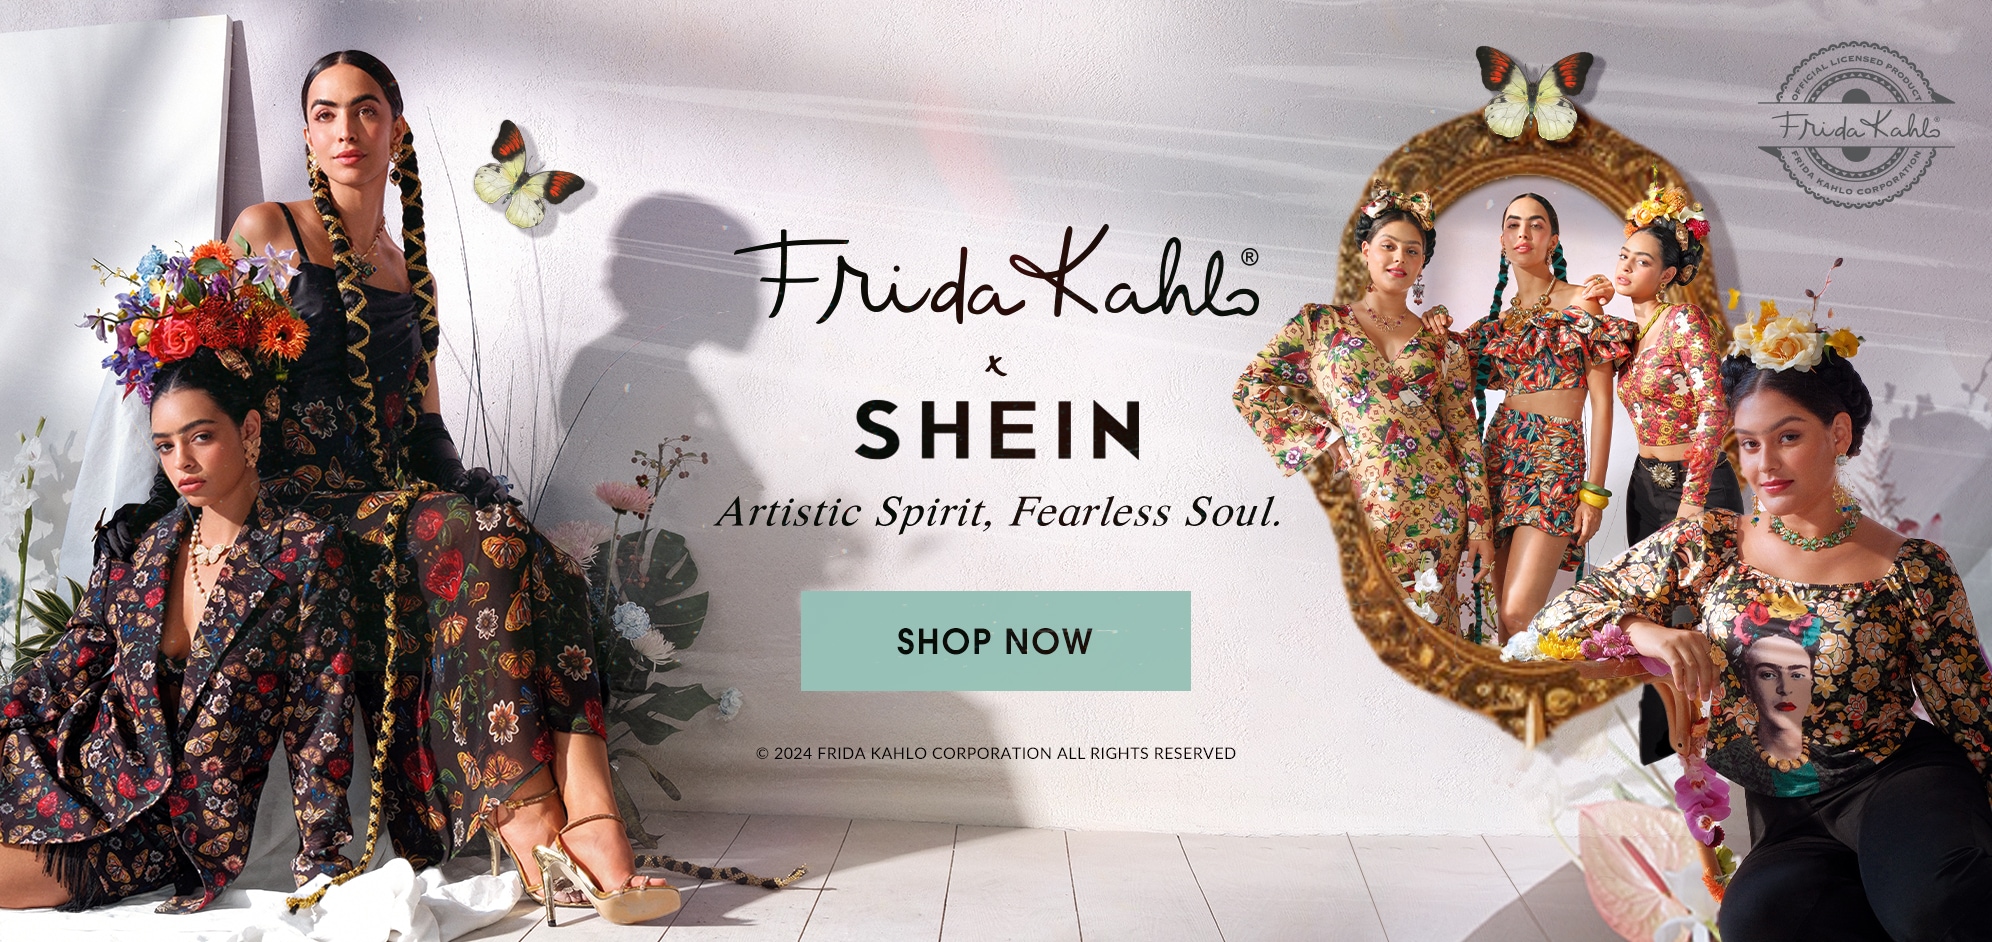 Frida Kahlo®
x
SHEIN
Artistic Spirit, Fearless Soul.
SHOP NOW
© 2024 FRIDA KAHLO CORPORATION ALL RIGHTS RESERVED
OFFICIAL LICENSED PRODUCT
Frida Kahlo®
FRIDA KAHLO CORPORATION